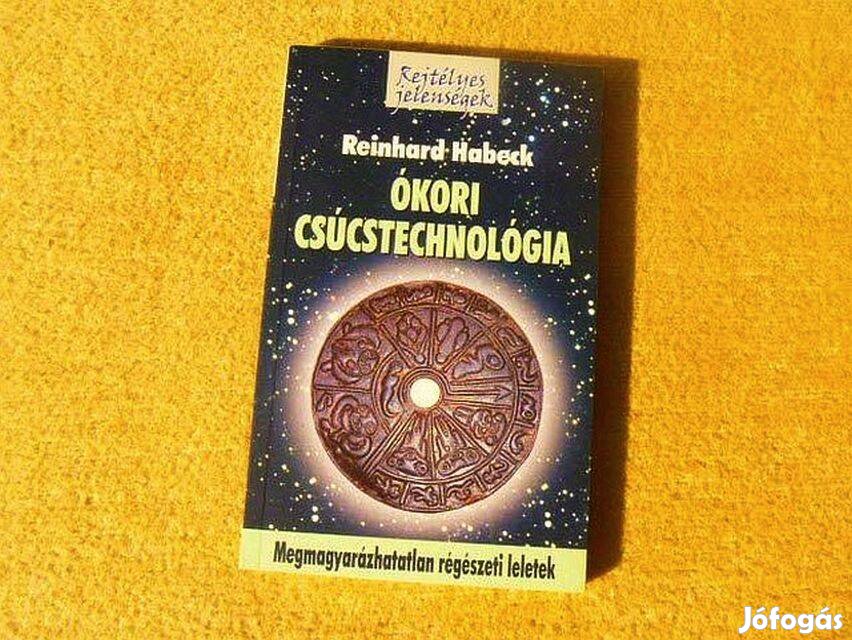 Rejtélyes
jelenségek
Reinhard Habeck
ÓKORI
CSÚCSTECHNOLÓGIA
Megmagyarázhatatlan régészeti leletek
Jófogás